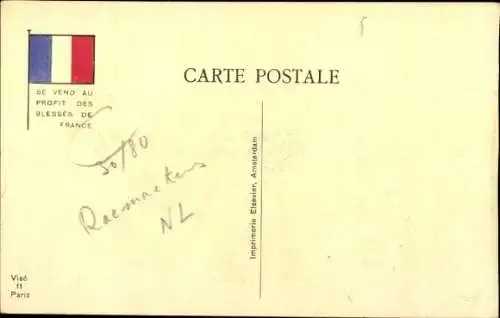 CARTE POSTALE
SE VEND AU
PROFIT DES
BLESSÉS DE
FRANCE
50/80
Raemaekers
NL
Imprimerie Elsevier, Amsterdam
Visé
11
Paris